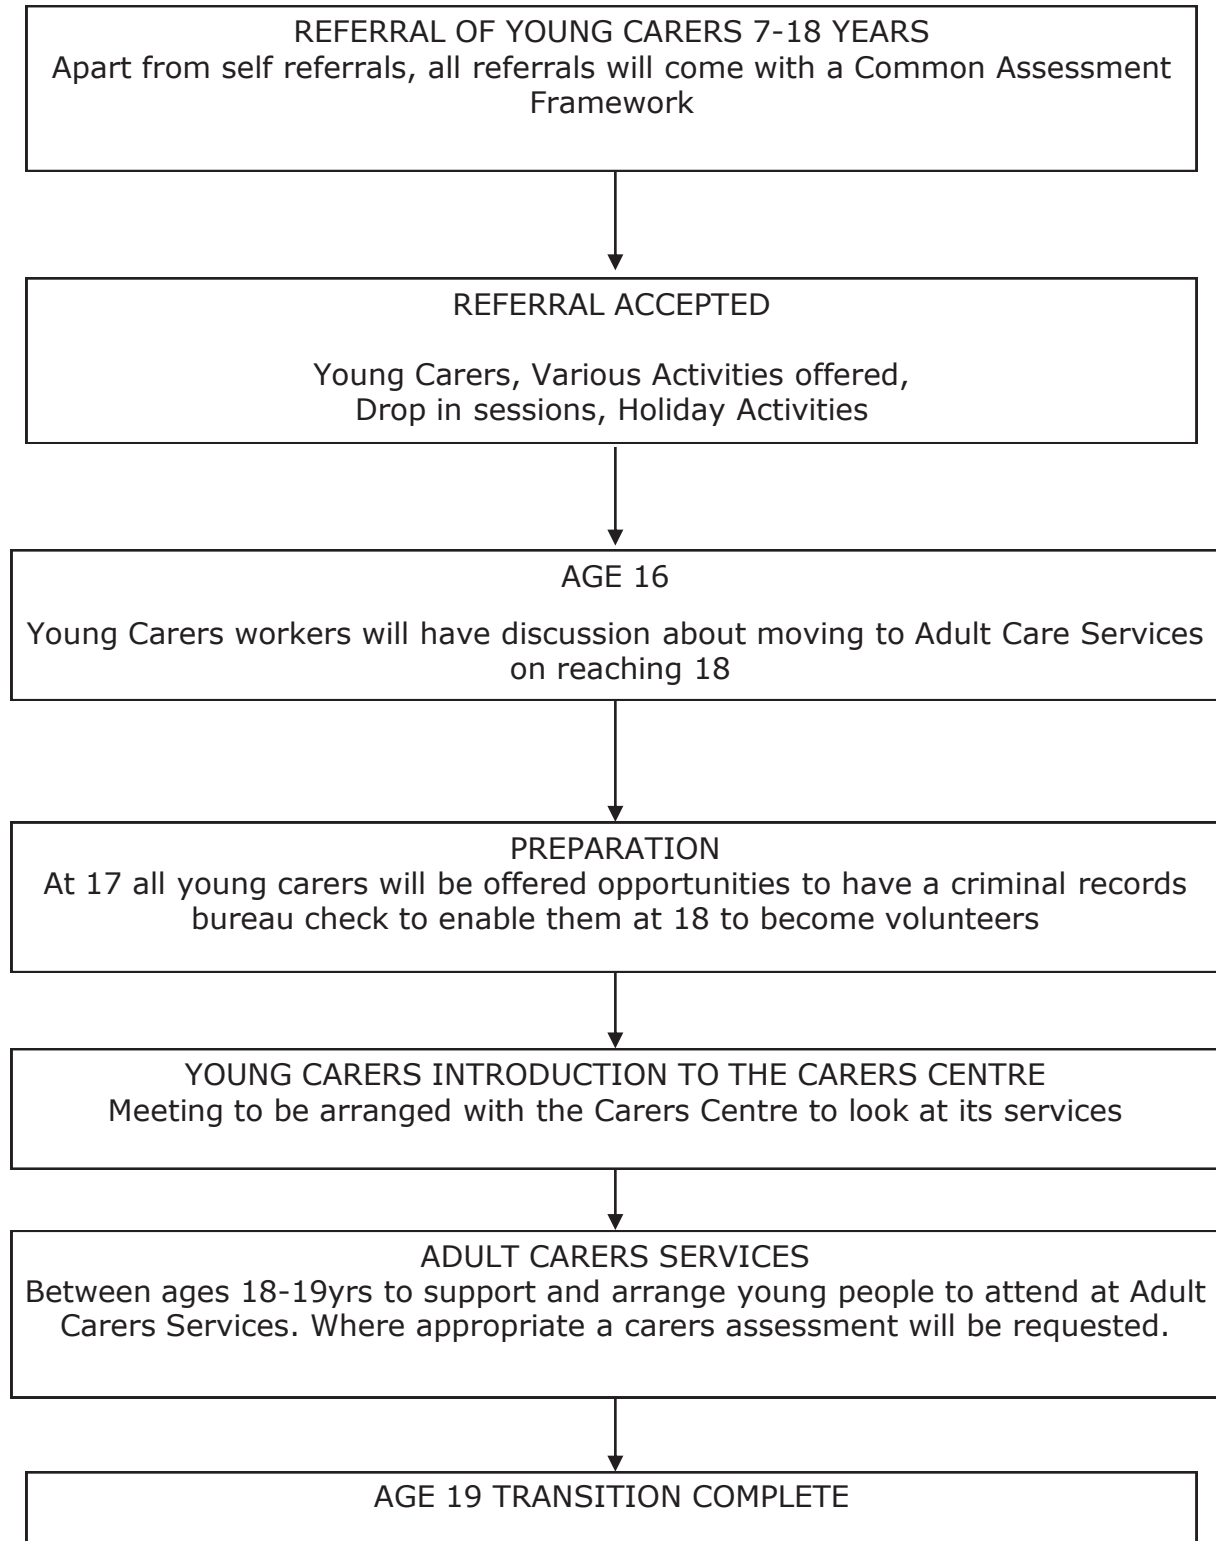 REFERRAL OF YOUNG CARERS 7-18 YEARS
Apart from self referrals, all referrals will come with a Common Assessment
Framework
REFERRAL ACCEPTED
Young Carers, Various Activities offered,
Drop in sessions, Holiday Activities
AGE 16
Young Carers workers will have discussion about moving to Adult Care Services
on reaching 18
PREPARATION
At 17 all young carers will be offered opportunities to have a criminal records
bureau check to enable them at 18 to become volunteers
YOUNG CARERS INTRODUCTION TO THE CARERS CENTRE
Meeting to be arranged with the Carers Centre to look at its services
ADULT CARERS SERVICES
Between ages 18-19yrs to support and arrange young people to attend at Adult
Carers Services. Where appropriate a carers assessment will be requested.
AGE 19 TRANSITION COMPLETE